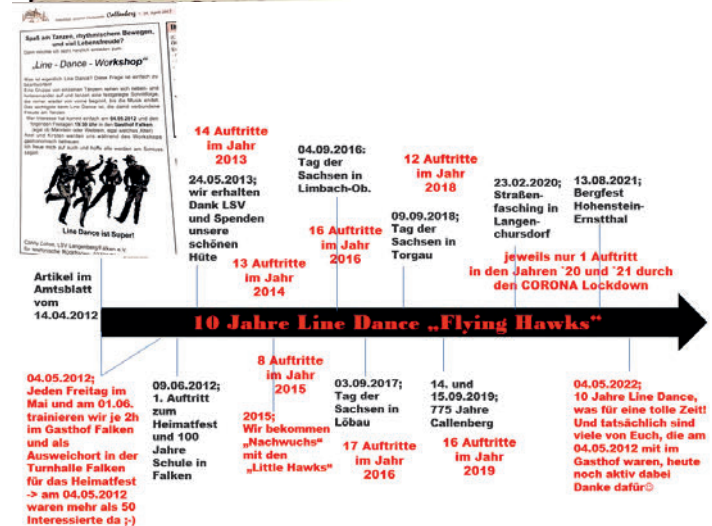 Callenberg
Spaß am Tanzen, rhythmischem Bewegen,
und viel Lebensfreude?
„Line - Dance - Workshop"
Line Dance ist Super!
Artikel im
Amtsblatt
vom
14.04.2012
14 Auftritte
im Jahr
2013
24.05.2013;
wir erhalten
Dank LSV
und Spenden
unsere
schönen
Hüte
13 Auftritte
im Jahr
2014
04.09.2016:
Tag der
Sachsen in
Limbach-Ob.
16 Auftritte
im Jahr
2016
12 Auftritte
im Jahr
2018
09.09.2018;
Tag der
Sachsen in
Torgau
23.02.2020;
Straßen-
fasching in
Langen-
chursdorf
13.08.2021;
Bergfest
Hohenstein-
Ernstthal
jeweils nur 1 Auftritt
in den Jahren ´20 und ´21 durch
den CORONA Lockdown
10 Jahre Line Dance „Flying Hawks"
04.05.2012;
Jeden Freitag im
Mai und am 01.06.
trainieren wir je 2h
im Gasthof Falken
und als
Ausweichort in der
Turnhalle Falken
für das Heimatfest
-> am 04.05.2012
waren mehr als 50
Interessierte da ;-)
09.06.2012;
1. Auftritt
zum
Heimatfest
und 100
Jahre
Schule in
Falken
8 Auftritte
im Jahr
2015
2015;
Wir bekommen
„Nachwuchs"
mit den
„Little Hawks"
03.09.2017;
Tag der
Sachsen in
Löbau
17 Auftritte
im Jahr
2016
14. und
15.09.2019;
775 Jahre
Callenberg
16 Auftritte
im Jahr
2019
04.05.2022;
10 Jahre Line Dance,
was für eine tolle Zeit!
Und tatsächlich sind
viele von Euch, die am
04.05.2012 mit im
Gasthof waren, heute
noch aktiv dabei
Danke dafür☺